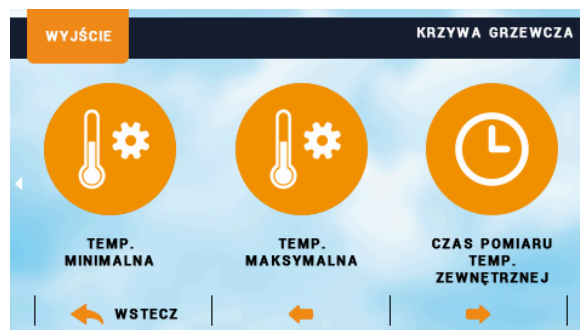 WYJŚCIE
KRZYWA GRZEWCZA
TEMP.
MINIMALNA
TEMP.
MAKSYMALNA
CZAS POMIARU
TEMP.
ZEWNĘTRZNEJ
WSTECZ